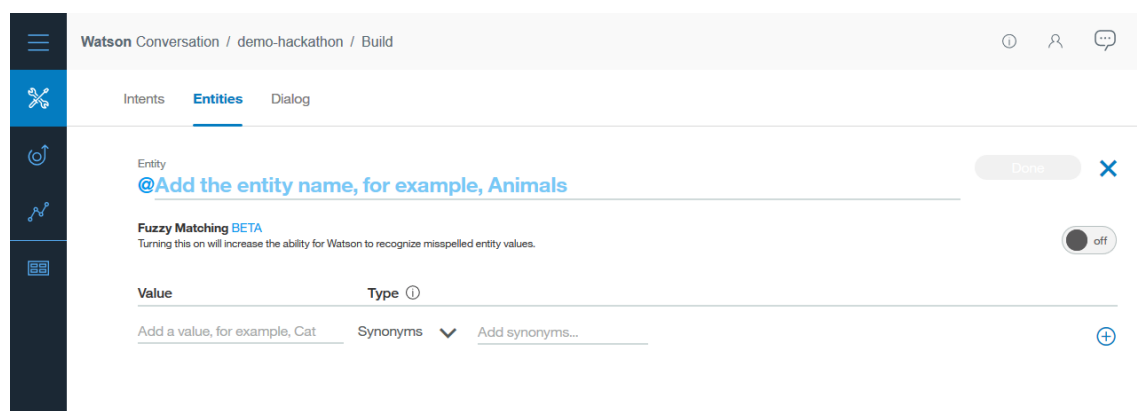 Watson Conversation / demo-hackathon / Build
Intents Entities Dialog
Entity
@Add the entity name, for example, Animals
Done
Fuzzy Matching BETA
Turning this on will increase the ability for Watson to recognize misspelled entity values.
off
Value Type
Add a value, for example, Cat Synonyms Add synonyms...